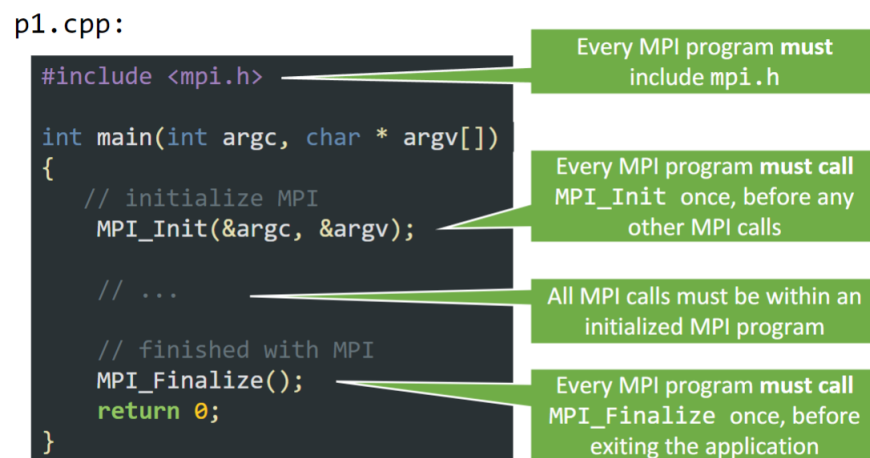 p1.cpp:
#include <mpi.h>
Every MPI program must
include mpi.h
int main(int argc, char * argv[])
{
// initialize MPI
MPI_Init(&argc, &argv);
Every MPI program must call
MPI_Init once, before any
other MPI calls
// ...
All MPI calls must be within an
initialized MPI program
// finished with MPI
MPI_Finalize();
return 0;
}
Every MPI program must call
MPI_Finalize once, before
exiting the application